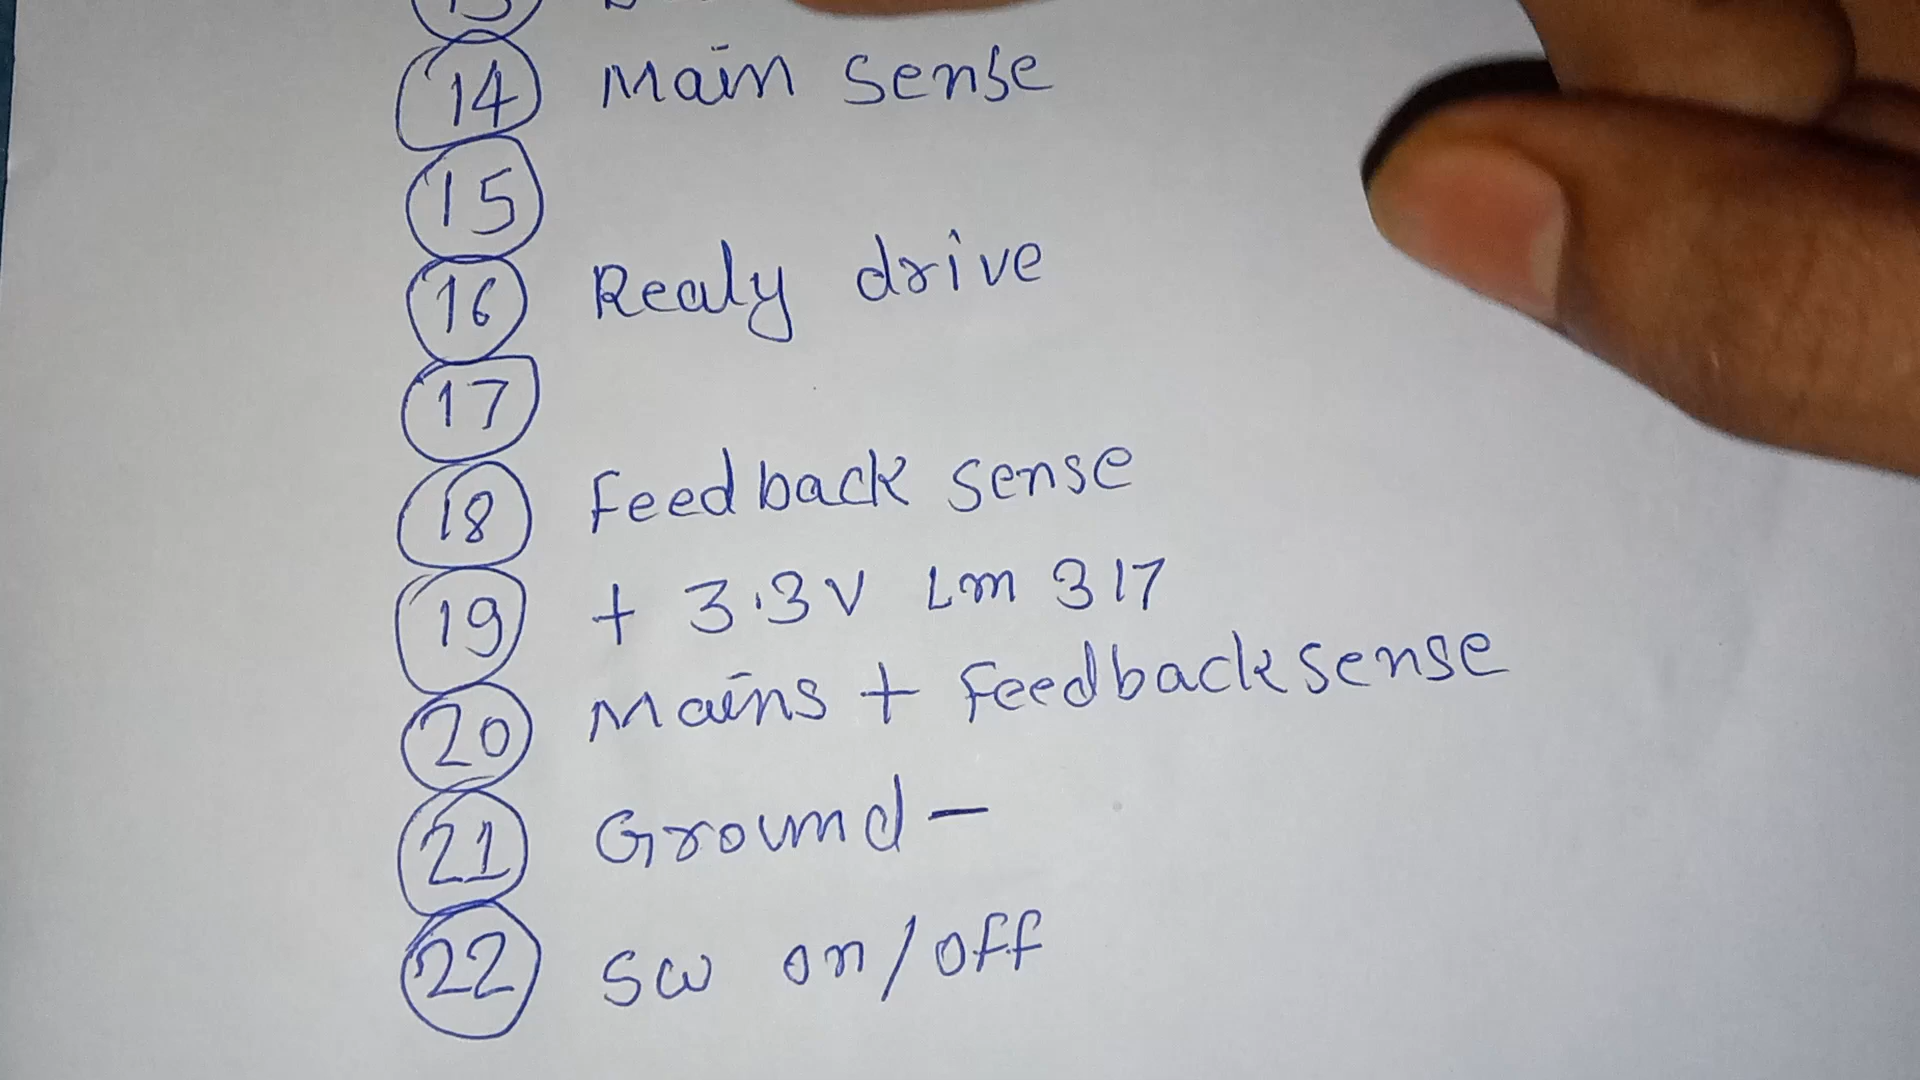 13
14 Main sense
15
16 Realy drive
17
18 Feedback sense
19 + 3.3V Lm 317
20 Mains + Feedback sense
21 Ground -
22 SW on/off